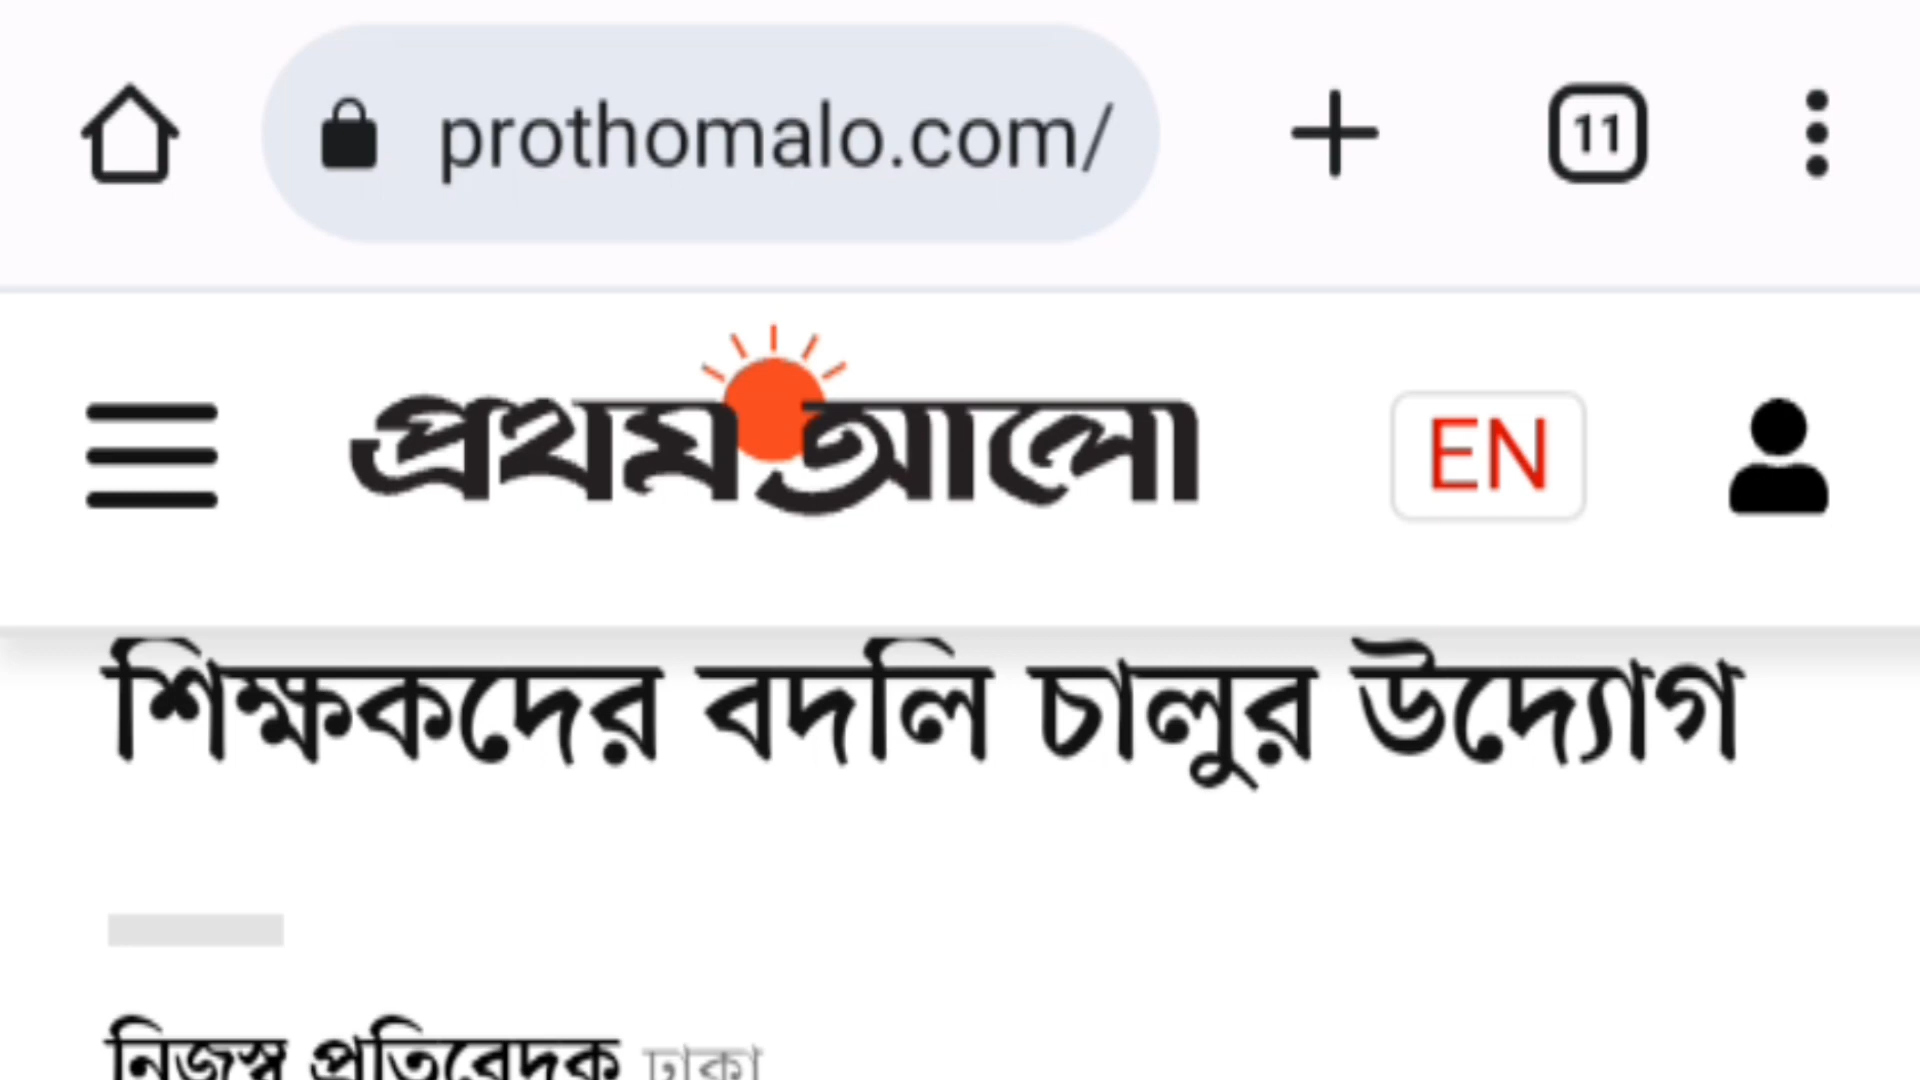 prothomalo.com/
11
প্রথম আলো
EN
শিক্ষকদের বদলি চালুর উদ্যোগ
নিজস্ব প্রতিবেদক ঢাকা